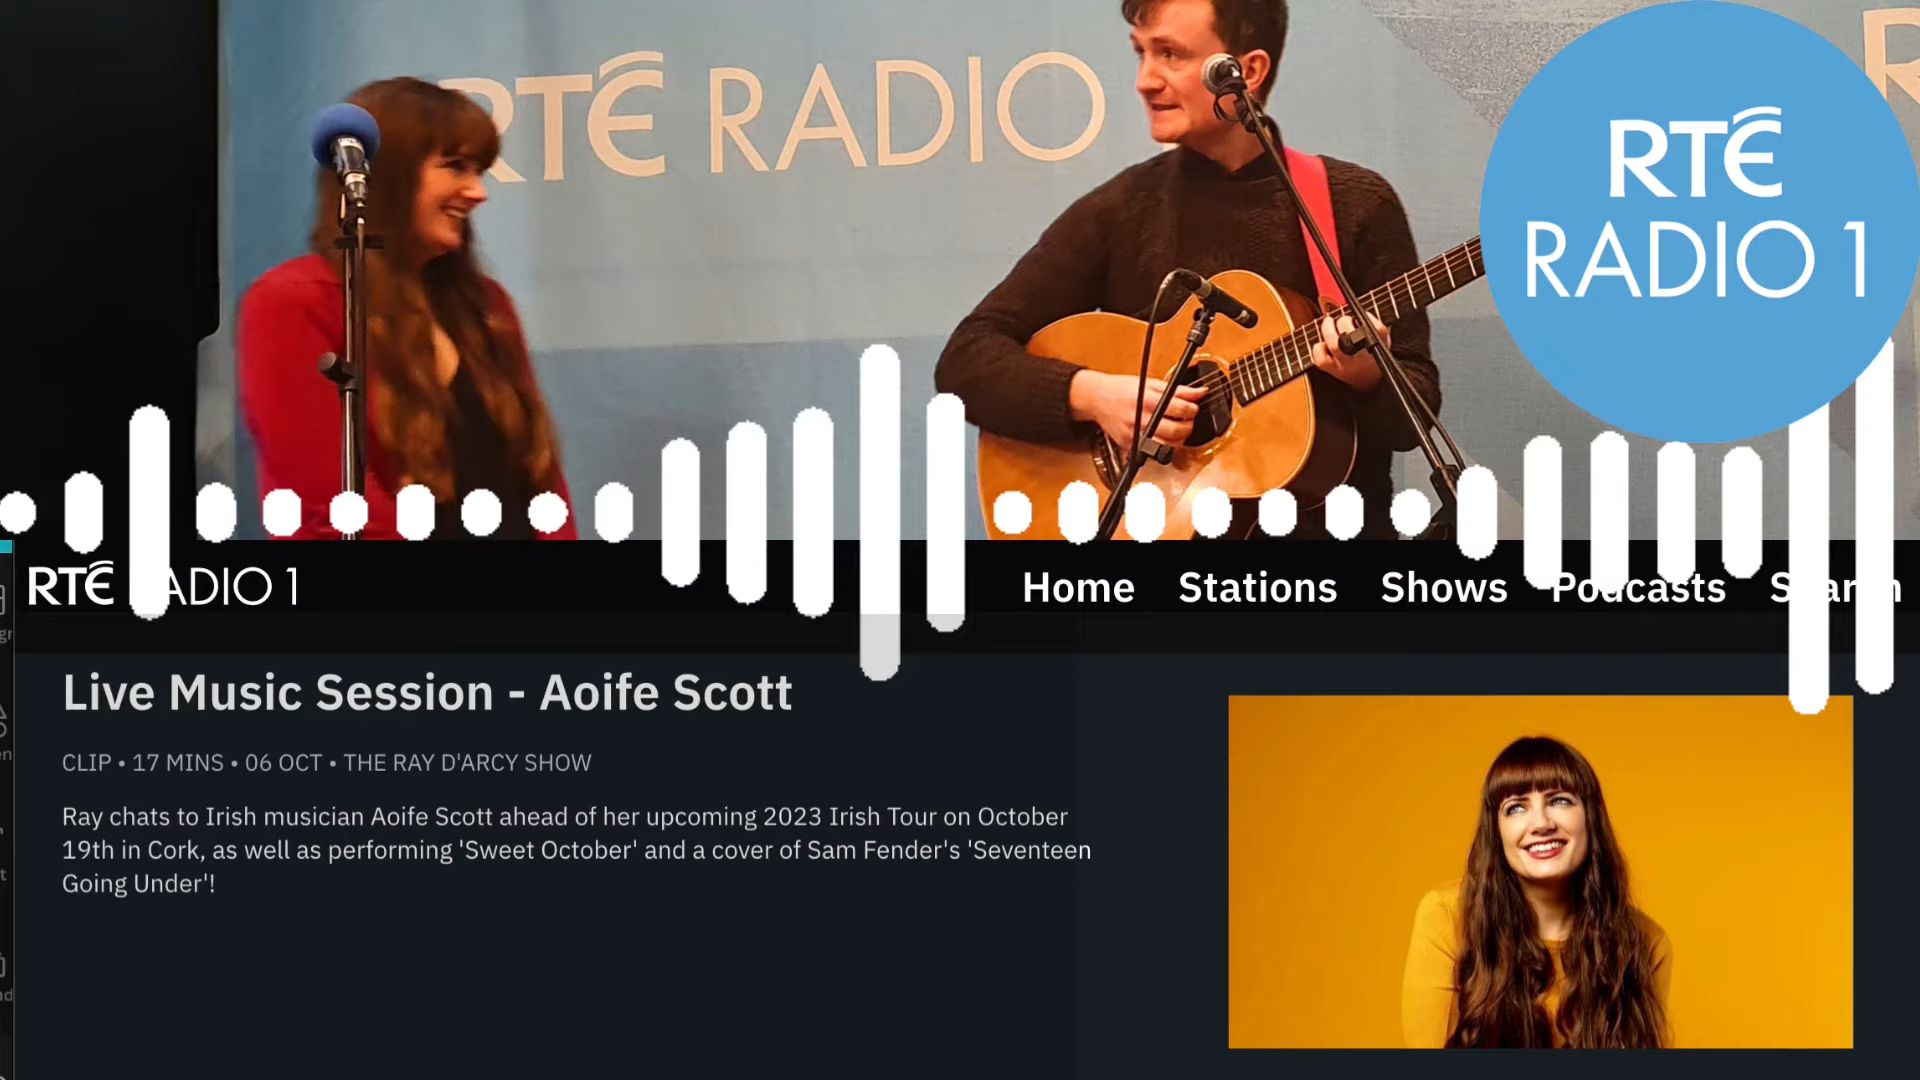 RTÉ RADIO
RTÉ
RADIO 1
RTÉ RADIO 1
Home Stations Shows Podcasts Search
Live Music Session - Aoife Scott
CLIP • 17 MINS • 06 OCT • THE RAY D'ARCY SHOW
Ray chats to Irish musician Aoife Scott ahead of her upcoming 2023 Irish Tour on October
19th in Cork, as well as performing 'Sweet October' and a cover of Sam Fender's 'Seventeen
Going Under'!